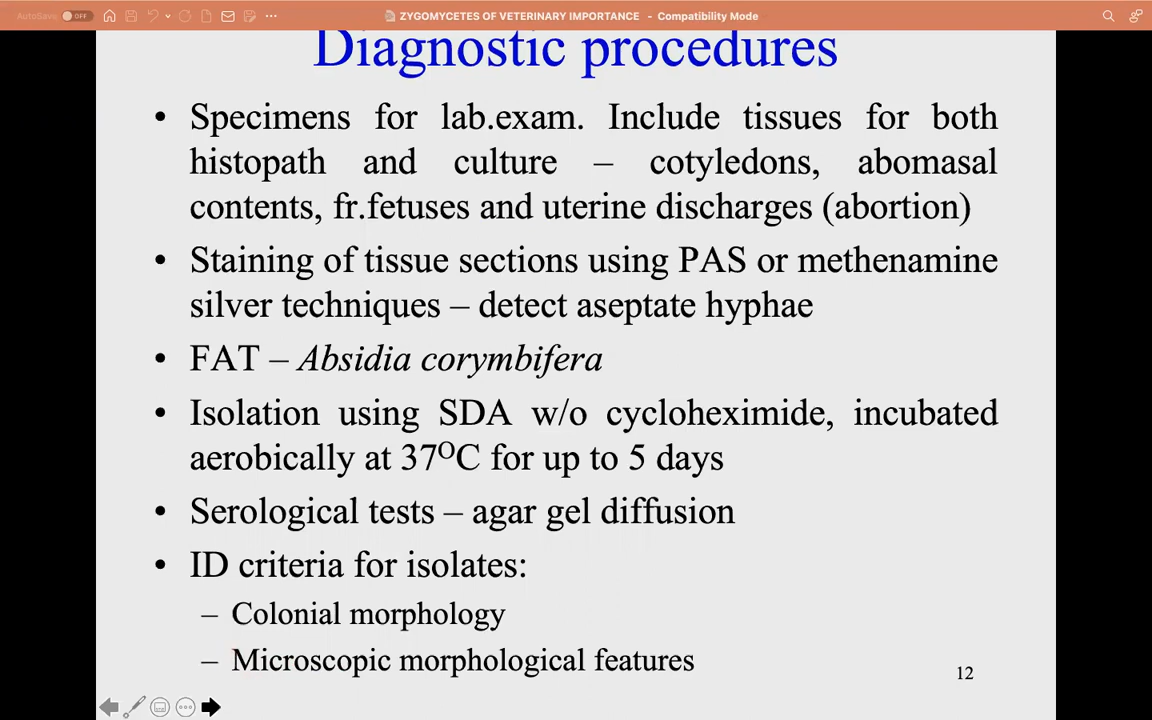 AutoSave OFF ZYGOMYCETES OF VETERINARY IMPORTANCE - Compatibility Mode
Diagnostic procedures
• Specimens for lab.exam. Include tissues for both
histopath and culture – cotyledons, abomasal
contents, fr.fetuses and uterine discharges (abortion)
• Staining of tissue sections using PAS or methenamine
silver techniques – detect aseptate hyphae
• FAT – Absidia corymbifera
• Isolation using SDA w/o cycloheximide, incubated
aerobically at 37ᴼC for up to 5 days
• Serological tests – agar gel diffusion
• ID criteria for isolates:
– Colonial morphology
– Microscopic morphological features
12